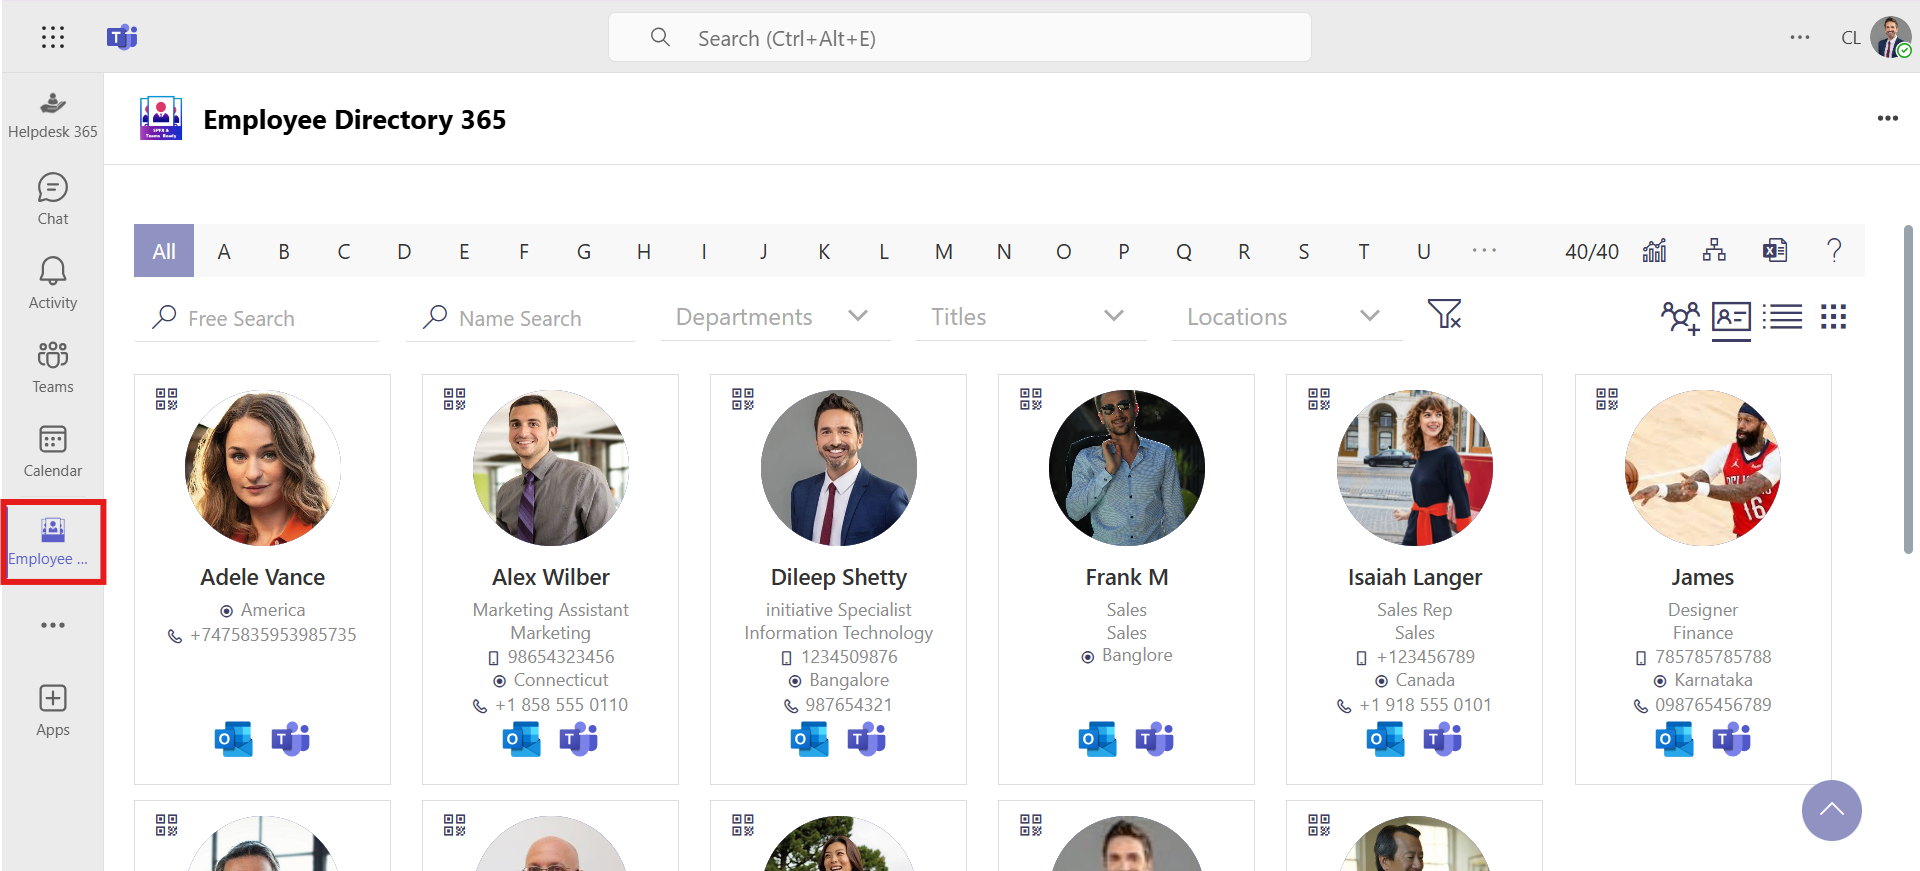 Search (Ctrl+Alt+E)
CL
Helpdesk 365
Chat
Activity
Teams
Calendar
Employee ...
Apps
Employee Directory 365
All A B C D E F G H I J K L M N O P Q R S T U ... 40/40
Free Search Name Search Departments Titles Locations
Adele Vance
America
+7475835953985735
Alex Wilber
Marketing Assistant
Marketing
98654323456
Connecticut
+1 858 555 0110
Dileep Shetty
initiative Specialist
Information Technology
1234509876
Bangalore
987654321
Frank M
Sales
Sales
Banglore
Isaiah Langer
Sales Rep
Sales
+123456789
Canada
+1 918 555 0101
James
Designer
Finance
785785785788
Karnataka
098765456789